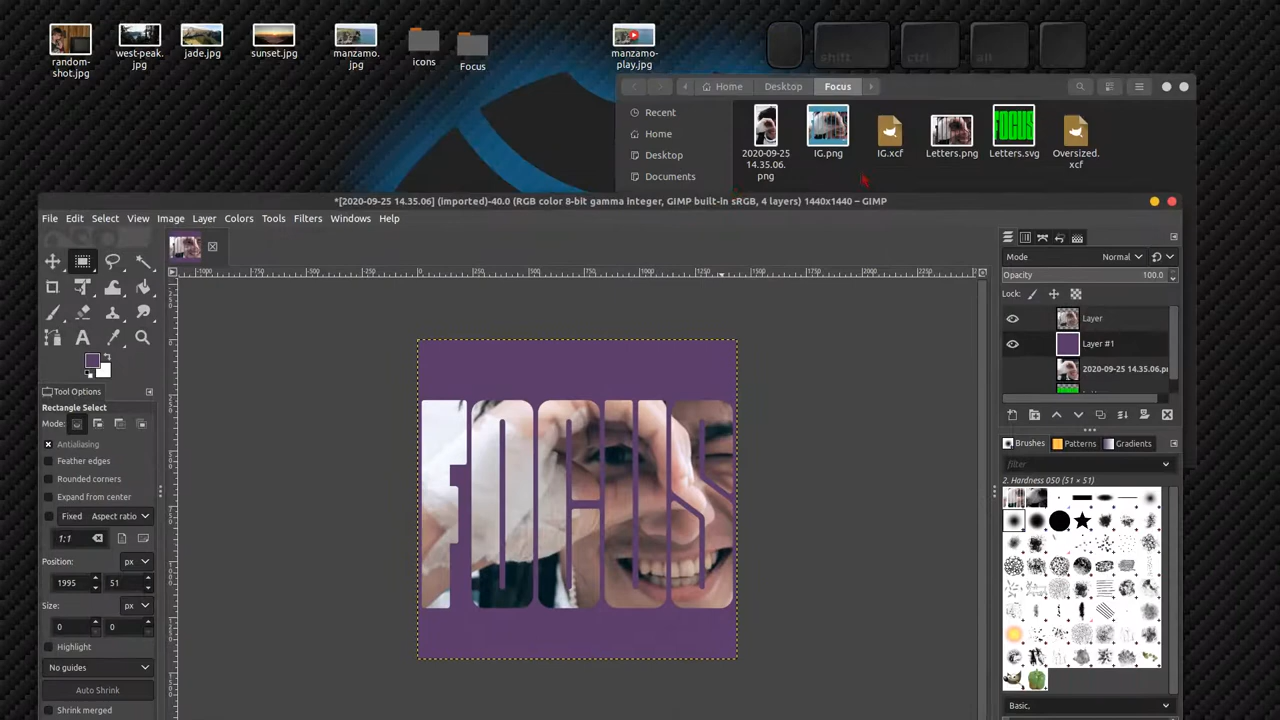 random-
shot.jpg
west-peak.
jpg
jade.jpg
sunset.jpg
manzamo.
jpg
icons
Focus
manzamo-
play.jpg
shift
ctrl
alt
Home
Desktop
Focus
Recent
Home
Desktop
Documents
2020-09-25
14.35.06.
png
IG.png
IG.xcf
Letters.png
Letters.svg
Oversized.
xcf
*[2020-09-25 14.35.06] (imported)-40.0 (RGB color 8-bit gamma integer, GIMP built-in sRGB, 4 layers) 1440x1440 – GIMP
File Edit Select View Image Layer Colors Tools Filters Windows Help
Mode Normal
Opacity 100.0
Lock:
Layer
Layer #1
2020-09-25 14.35.06.pn
Tool Options
Rectangle Select
Mode:
Antialiasing
Feather edges
Rounded corners
Expand from center
Fixed Aspect ratio
1:1
Position: px
1995 51
Size: px
0 0
Highlight
No guides
Auto Shrink
Shrink merged
FOCUS
Brushes Patterns Gradients
filter
2. Hardness 050 (51 × 51)
Basic,